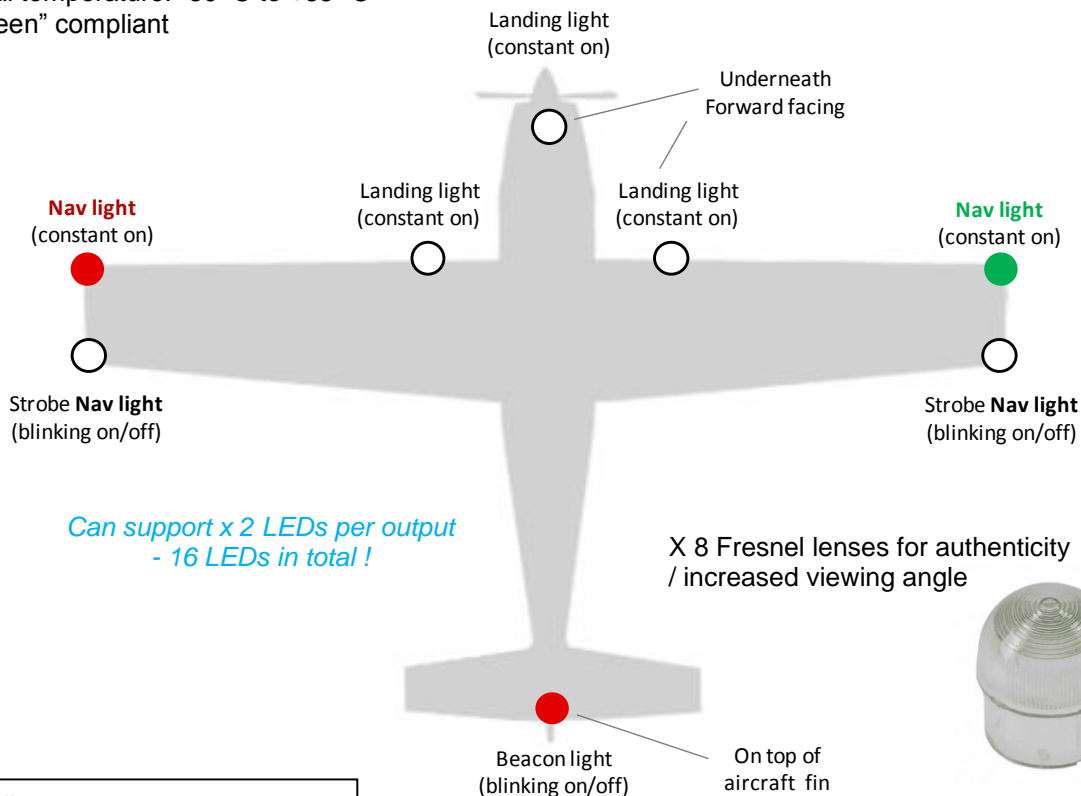 temperature:
een” compliant
Landing light
(constant on)
Underneath
Forward facing
Landing light
(constant on)
Landing light
(constant on)
Nav light
(constant on)
Nav light
(constant on)
Strobe Nav light
(blinking on/off)
Strobe Nav light
(blinking on/off)
Can support x 2 LEDs per output
- 16 LEDs in total !
X 8 Fresnel lenses for authenticity
/ increased viewing angle
Beacon light
(blinking on/off)
On top of
aircraft fin